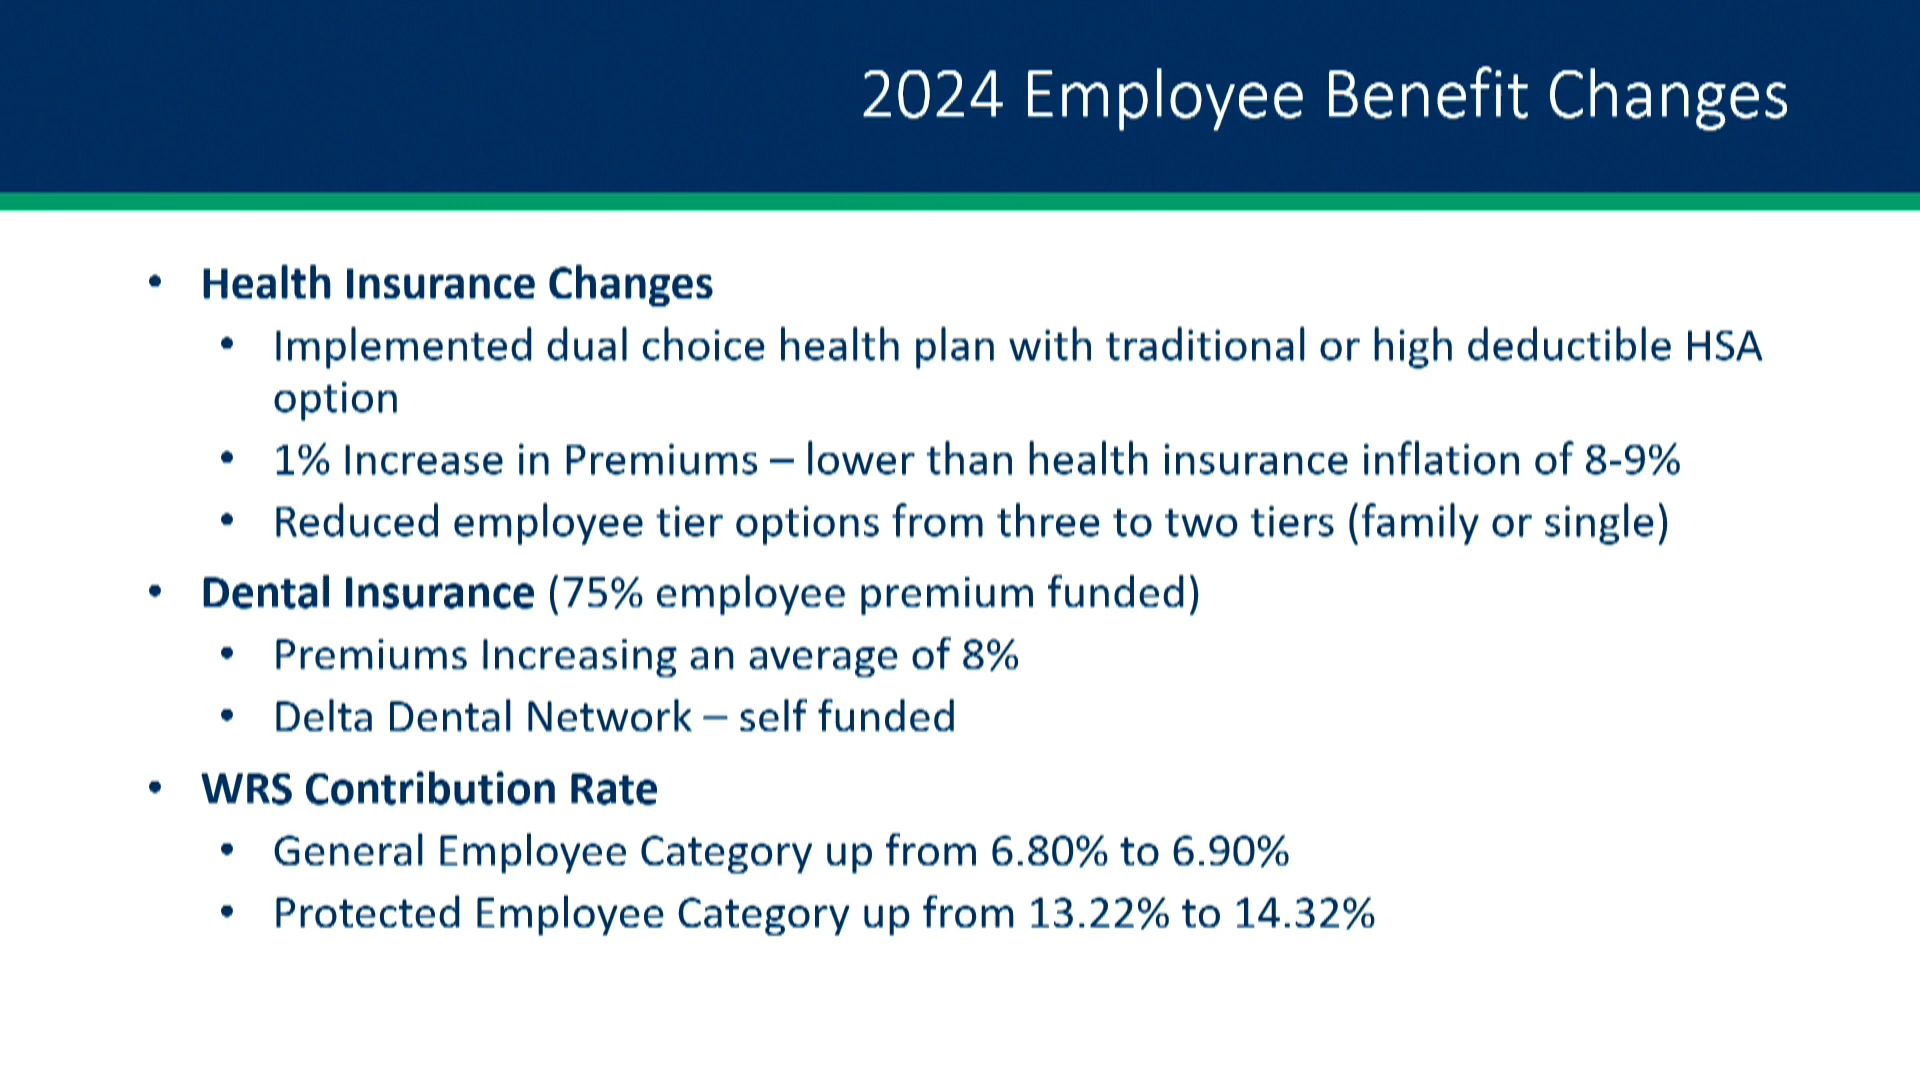 2024 Employee Benefit Changes
• Health Insurance Changes
• Implemented dual choice health plan with traditional or high deductible HSA
option
• 1% Increase in Premiums – lower than health insurance inflation of 8-9%
• Reduced employee tier options from three to two tiers (family or single)
• Dental Insurance (75% employee premium funded)
• Premiums Increasing an average of 8%
• Delta Dental Network – self funded
• WRS Contribution Rate
• General Employee Category up from 6.80% to 6.90%
• Protected Employee Category up from 13.22% to 14.32%